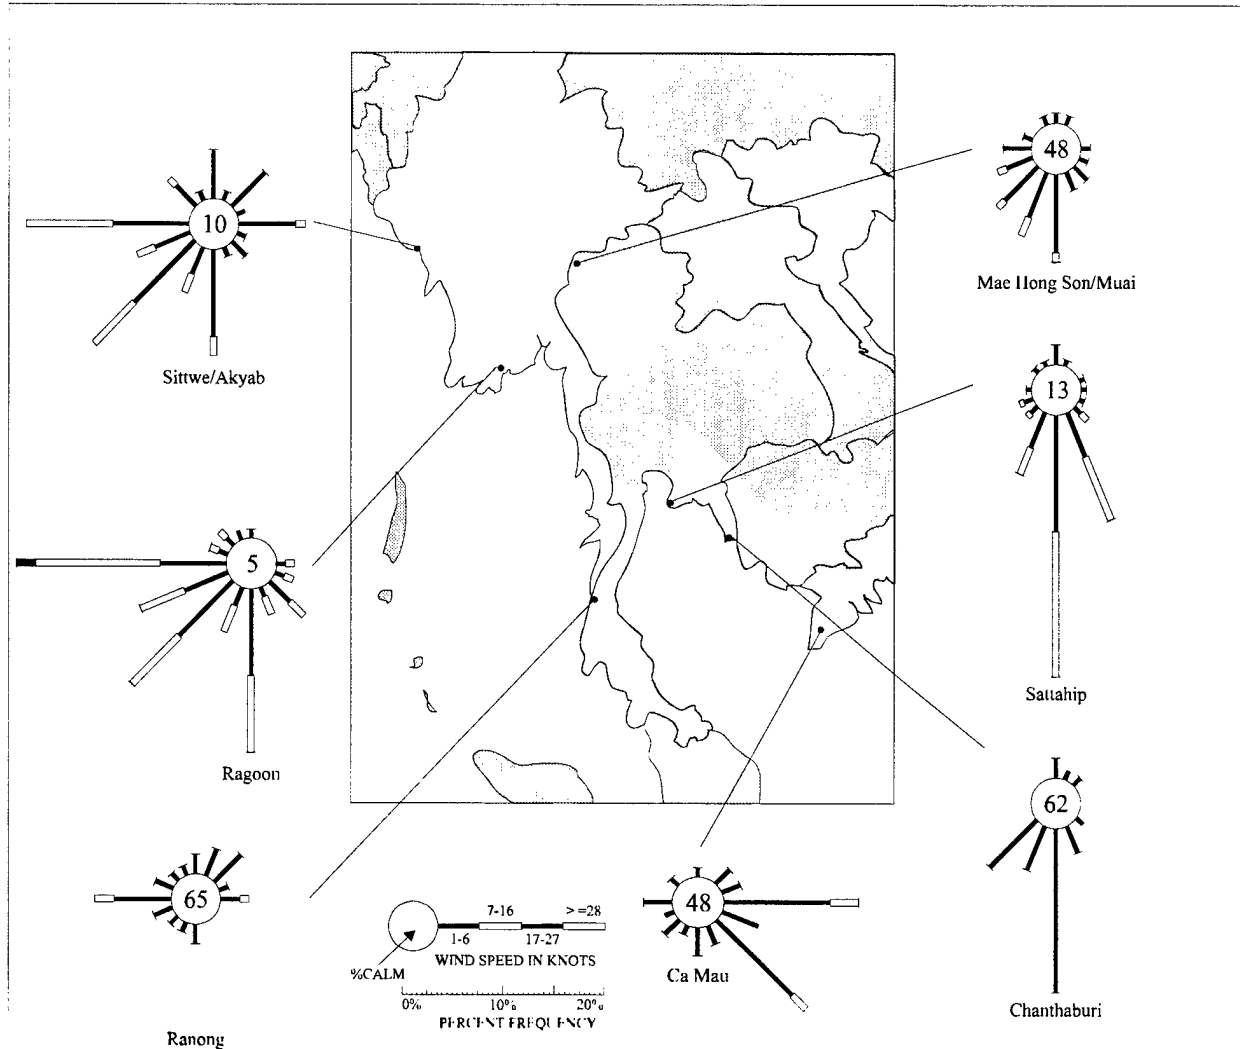 48
Mae Hong Son/Muai
10
Sittwe/Akyab
13
Sattahip
5
Ragoon
62
Chanthaburi
65
Ranong
48
Ca Mau
7-16
> =28
1-6
17-27
WIND SPEED IN KNOTS
%CALM
0%
10%
20%
PERCENT FREQUENCY